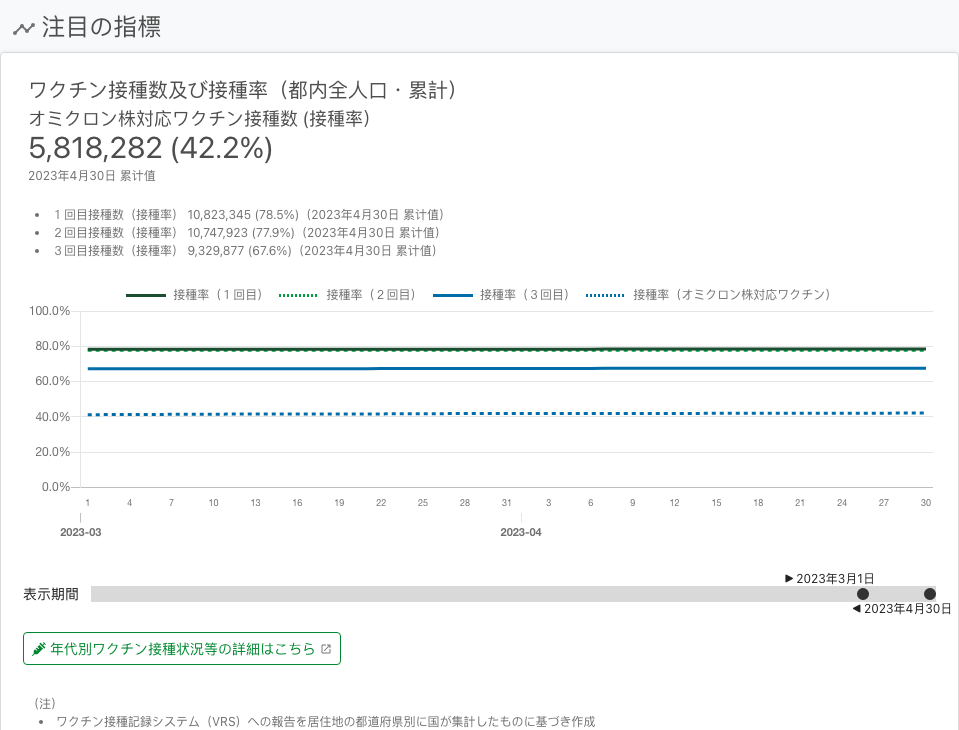 注目の指標
ワクチン接種数及び接種率（都内全人口・累計）
オミクロン株対応ワクチン接種数 (接種率)
5,818,282 (42.2%)
2023年4月30日 累计值
• 1 回目接種数（接種率） 10,823,345 (78.5%)（2023年4月30日 累计值）
• 2 回目接種数（接種率） 10,747,923 (77.9%)（2023年4月30日 累计值）
• 3 回目接種数（接種率） 9,329,877 (67.6%)（2023年4月30日 累计值）
接種率（1 回目） 接種率（2 回目） 接種率（3 回目） 接種率（オミクロン株対応ワクチン）
100.0%
80.0%
60.0%
40.0%
20.0%
0.0%
1 4 7 10 13 16 19 22 25 28 31 3 6 9 12 15 18 21 24 27 30
2023-03 2023-04
▶ 2023年3月1日
表示期間
◀ 2023年4月30日
年代別ワクチン接種状況等の詳細はこちら
（注）
• ワクチン接種記録システム（VRS）への報告を居住地の都道府県別に国が集計したものに基づき作成